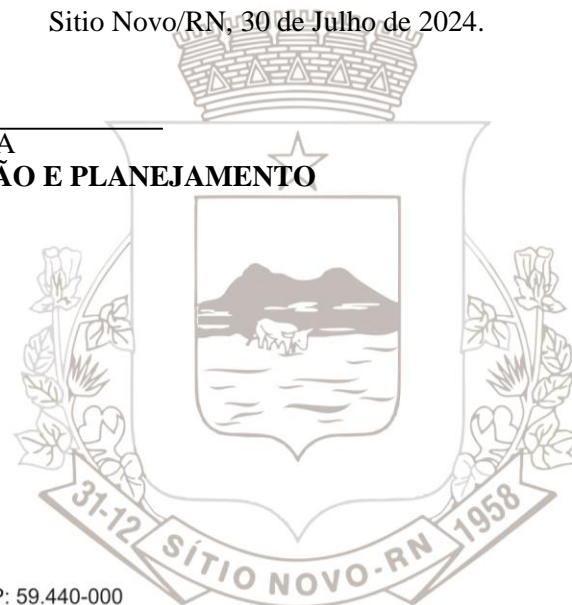 Sitio Novo/RN, 30 de Julho de 2024.
A
ÃO E PLANEJAMENTO
31-12 SÍTIO NOVO-RN 1958
P: 59.440-000